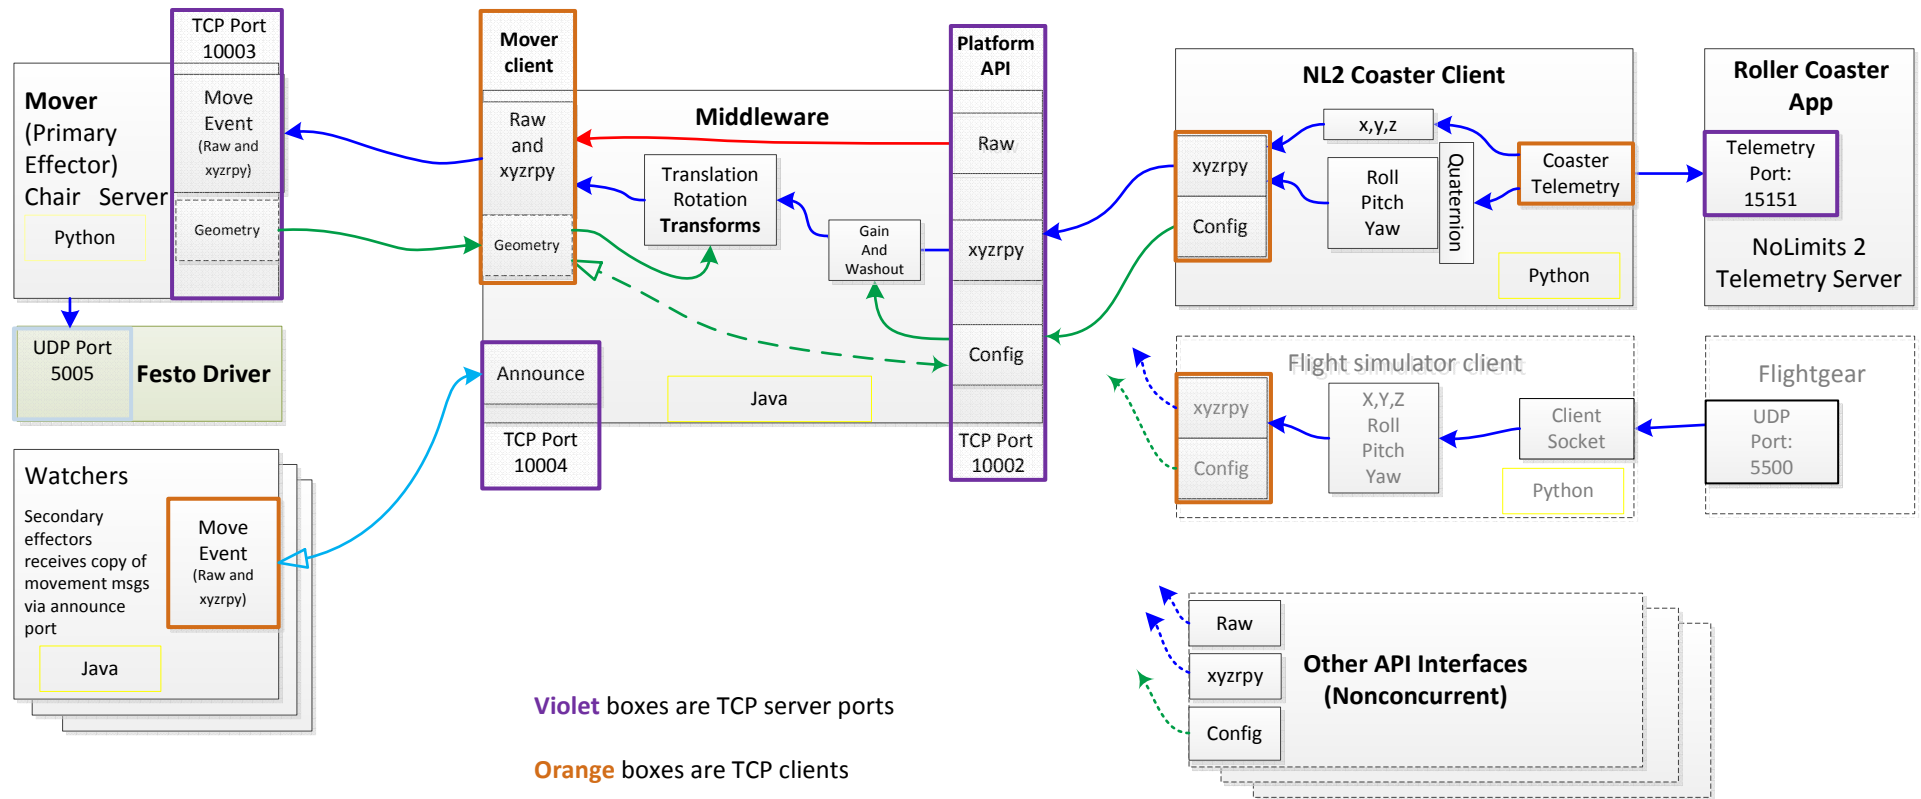 TCP Port
10003
Mover
(Primary
Effector)
Chair Server
Python
Move
Event
(Raw and
xyzrpy)
Geometry
UDP Port
5005
Festo Driver
Watchers
Secondary
effectors
receives copy of
movement msgs
via announce
port
Move
Event
(Raw and
xyzrpy)
Java
Mover
client
Raw
and
xyzrpy
Geometry
Middleware
Translation
Rotation
Transforms
Gain
And
Washout
Announce
TCP Port
10004
Java
Platform
API
Raw
xyzrpy
Config
TCP Port
10002
NL2 Coaster Client
xyzrpy
Config
x,y,z
Roll
Pitch
Yaw
Quaternion
Coaster
Telemetry
Python
Roller Coaster
App
Telemetry
Port:
15151
NoLimits 2
Telemetry Server
Flight simulator client
xyzrpy
Config
X,Y,Z
Roll
Pitch
Yaw
Client
Socket
Python
Flightgear
UDP
Port:
5500
Raw
xyzrpy
Config
Other API Interfaces
(Nonconcurrent)
Violet boxes are TCP server ports
Orange boxes are TCP clients